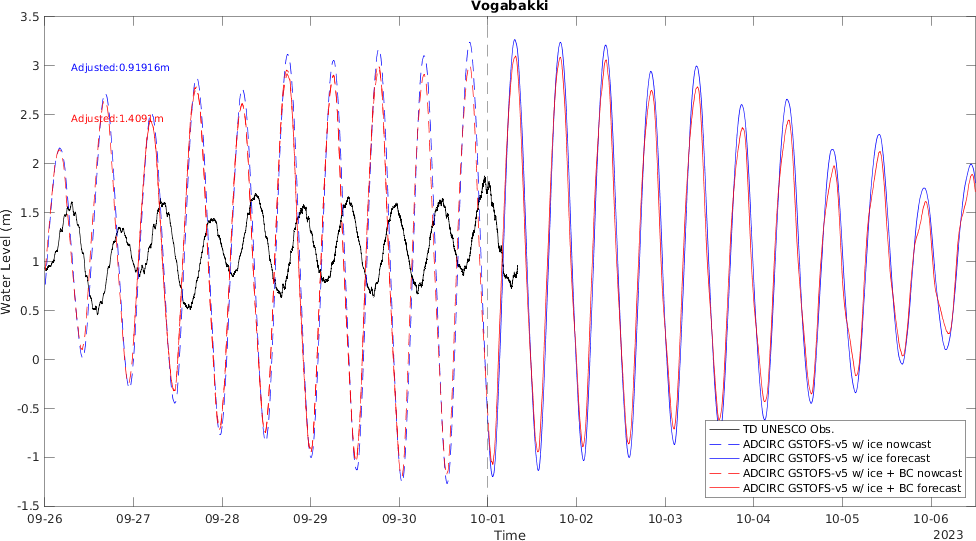 Vogabakki
3.5
3
2.5
2
1.5
1
0.5
0
-0.5
-1
-1.5
Water Level (m)
Adjusted:0.91916m
Adjusted:1.4091m
TD UNESCO Obs.
ADCIRC GSTOFS-v5 w/ ice nowcast
ADCIRC GSTOFS-v5 w/ ice forecast
ADCIRC GSTOFS-v5 w/ ice + BC nowcast
ADCIRC GSTOFS-v5 w/ ice + BC forecast
09-26 09-27 09-28 09-29 09-30 10-01 10-02 10-03 10-04 10-05 10-06
Time
2023